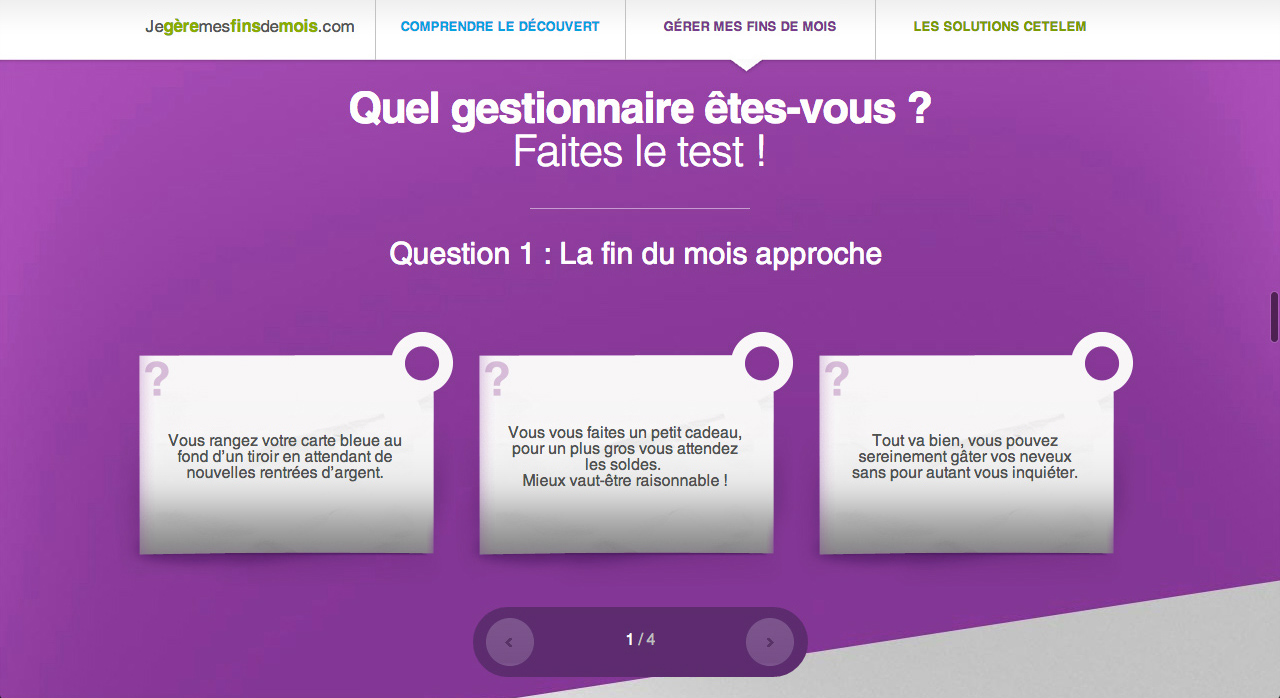 Jegèremesfinsdemois.com
COMPRENDRE LE DÉCOUVERT
GÉRER MES FINS DE MOIS
LES SOLUTIONS CETELEM
Quel gestionnaire êtes-vous ?
Faites le test !
Question 1 : La fin du mois approche
?
Vous rangez votre carte bleue au
fond d'un tiroir en attendant de
nouvelles rentrées d'argent.
?
Vous vous faites un petit cadeau,
pour un plus gros vous attendez
les soldes.
Mieux vaut-être raisonnable !
?
Tout va bien, vous pouvez
sereinement gâter vos neveux
sans pour autant vous inquiéter.
1 / 4